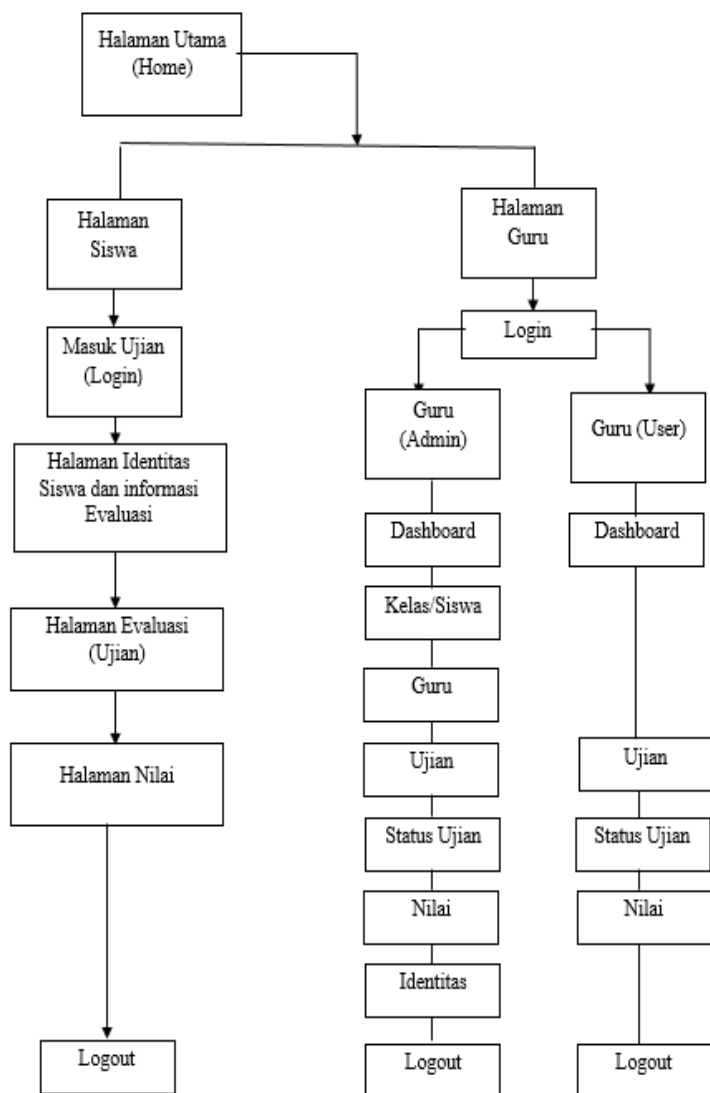 Halaman Utama
(Home)
Halaman
Siswa
Masuk Ujian
(Login)
Halaman Identitas
Siswa dan informasi
Evaluasi
Halaman Evaluasi
(Ujian)
Halaman Nilai
Logout
Halaman
Guru
Login
Guru
(Admin)
Dashboard
Kelas/Siswa
Guru
Ujian
Status Ujian
Nilai
Identitas
Logout
Guru (User)
Dashboard
Ujian
Status Ujian
Nilai
Logout